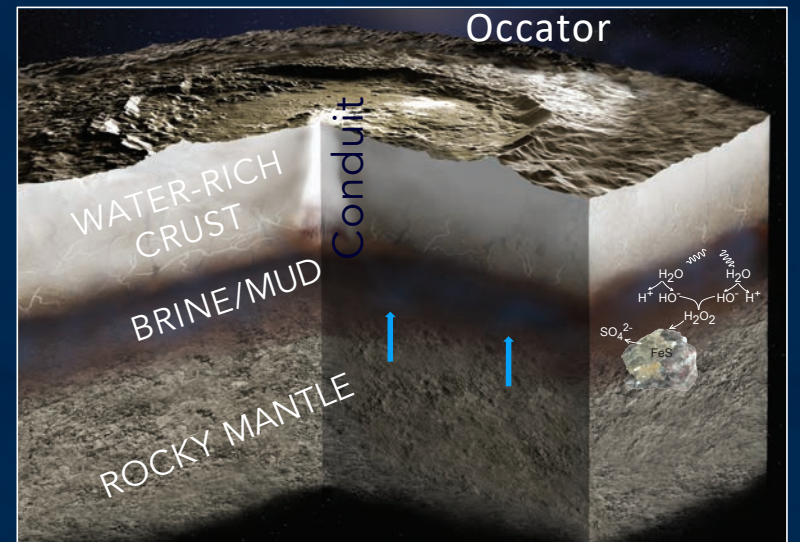 Occator
Conduit
WATER-RICH
CRUST
BRINE/MUD
ROCKY MANTLE
H₂O H₂O
H⁺ HO⁻ HO⁻ H⁺
H₂O₂
SO₄²⁻
FeS